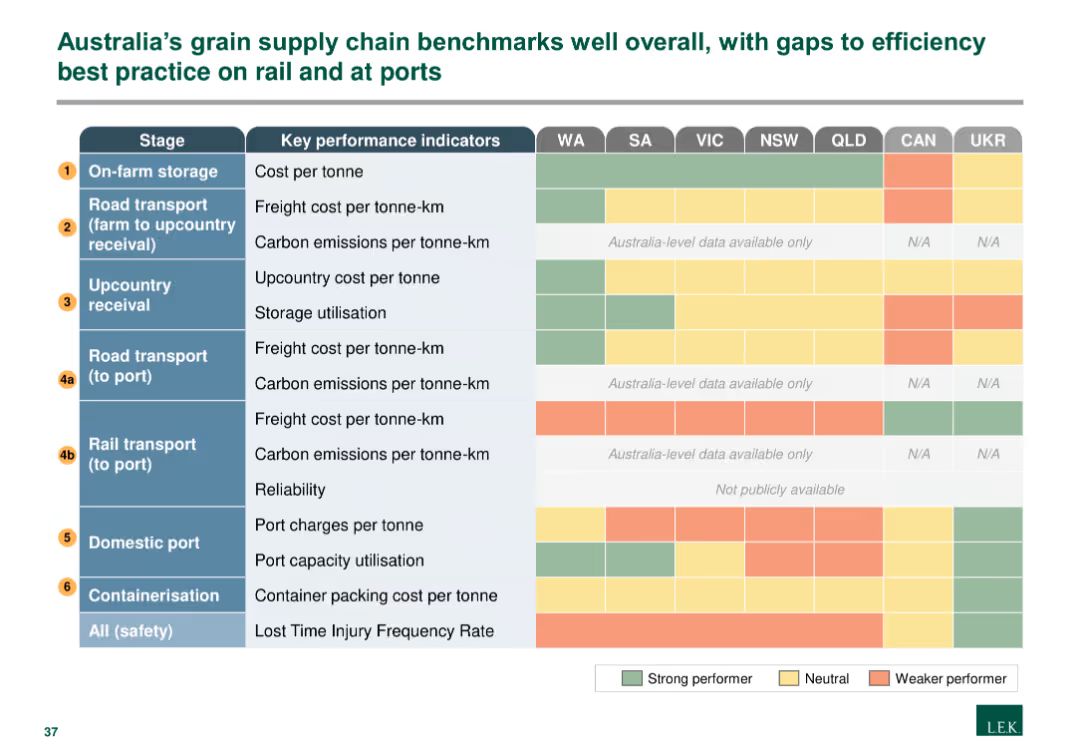 Australia's grain supply chain benchmarks well overall, with gaps to efficiency
best practice on rail and at ports
Stage Key performance indicators WA SA VIC NSW QLD CAN UKR
1 On-farm storage Cost per tonne
2 Road transport
(farm to upcountry
receival)
Freight cost per tonne-km
Carbon emissions per tonne-km Australia-level data available only N/A N/A
3 Upcountry
receival
Upcountry cost per tonne
Storage utilisation
4a Road transport
(to port)
Freight cost per tonne-km
Carbon emissions per tonne-km Australia-level data available only N/A N/A
4b Rail transport
(to port)
Freight cost per tonne-km
Carbon emissions per tonne-km Australia-level data available only N/A N/A
Reliability Not publicly available
5 Domestic port
Port charges per tonne
Port capacity utilisation
6 Containerisation Container packing cost per tonne
All (safety) Lost Time Injury Frequency Rate
Strong performer Neutral Weaker performer
37
L.E.K.